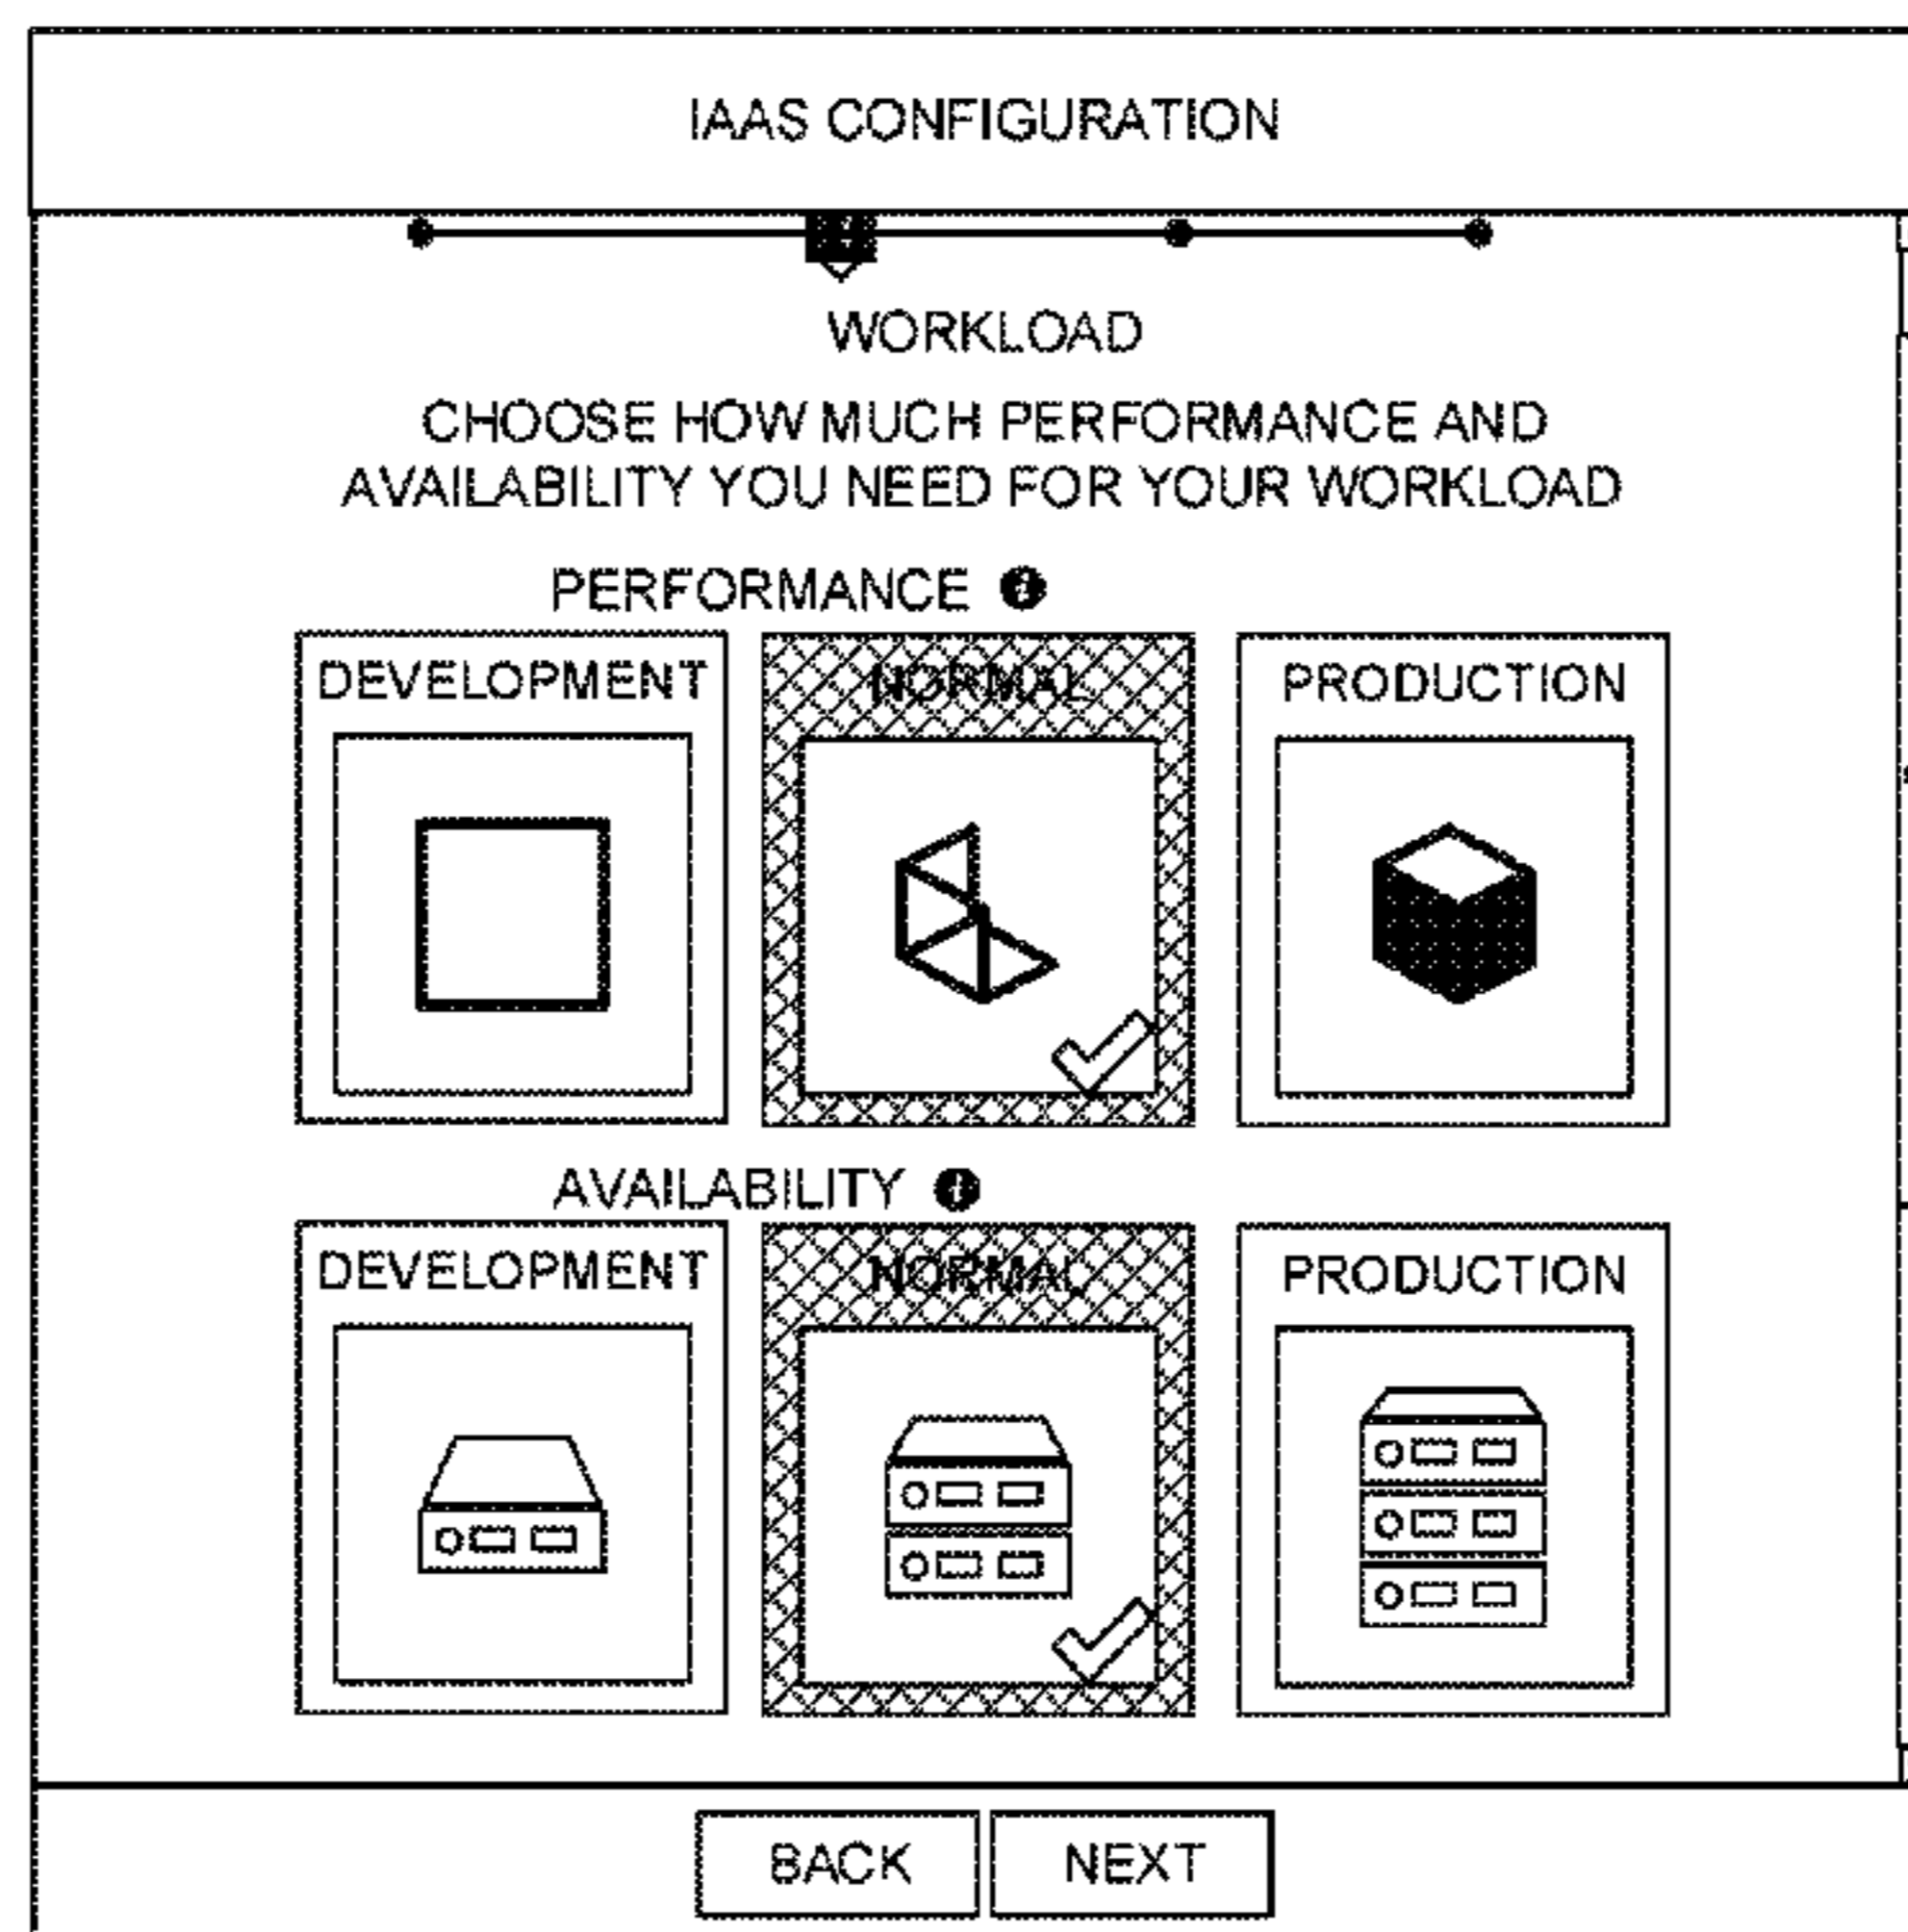 IAAS CONFIGURATION
WORKLOAD
CHOOSE HOW MUCH PERFORMANCE AND
AVAILABILITY YOU NEED FOR YOUR WORKLOAD
PERFORMANCE
DEVELOPMENT NORMAL PRODUCTION
AVAILABILITY
DEVELOPMENT NORMAL PRODUCTION
BACK NEXT